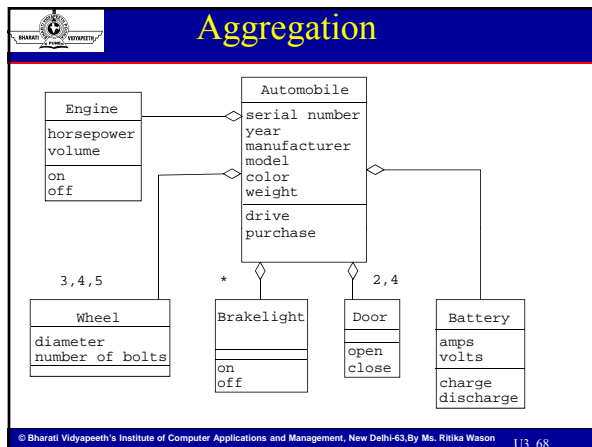 BHARATI
VIDYAPEETH
PUNE
Aggregation
Automobile
serial number
year
manufacturer
model
color
weight
drive
purchase
Engine
horsepower
volume
on
off
3,4,5
*
2,4
Wheel
diameter
number of bolts
Brakelight
on
off
Door
open
close
Battery
amps
volts
charge
discharge
© Bharati Vidyapeeth's Institute of Computer Applications and Management, New Delhi-63,By Ms. Ritika Wason
U3 68